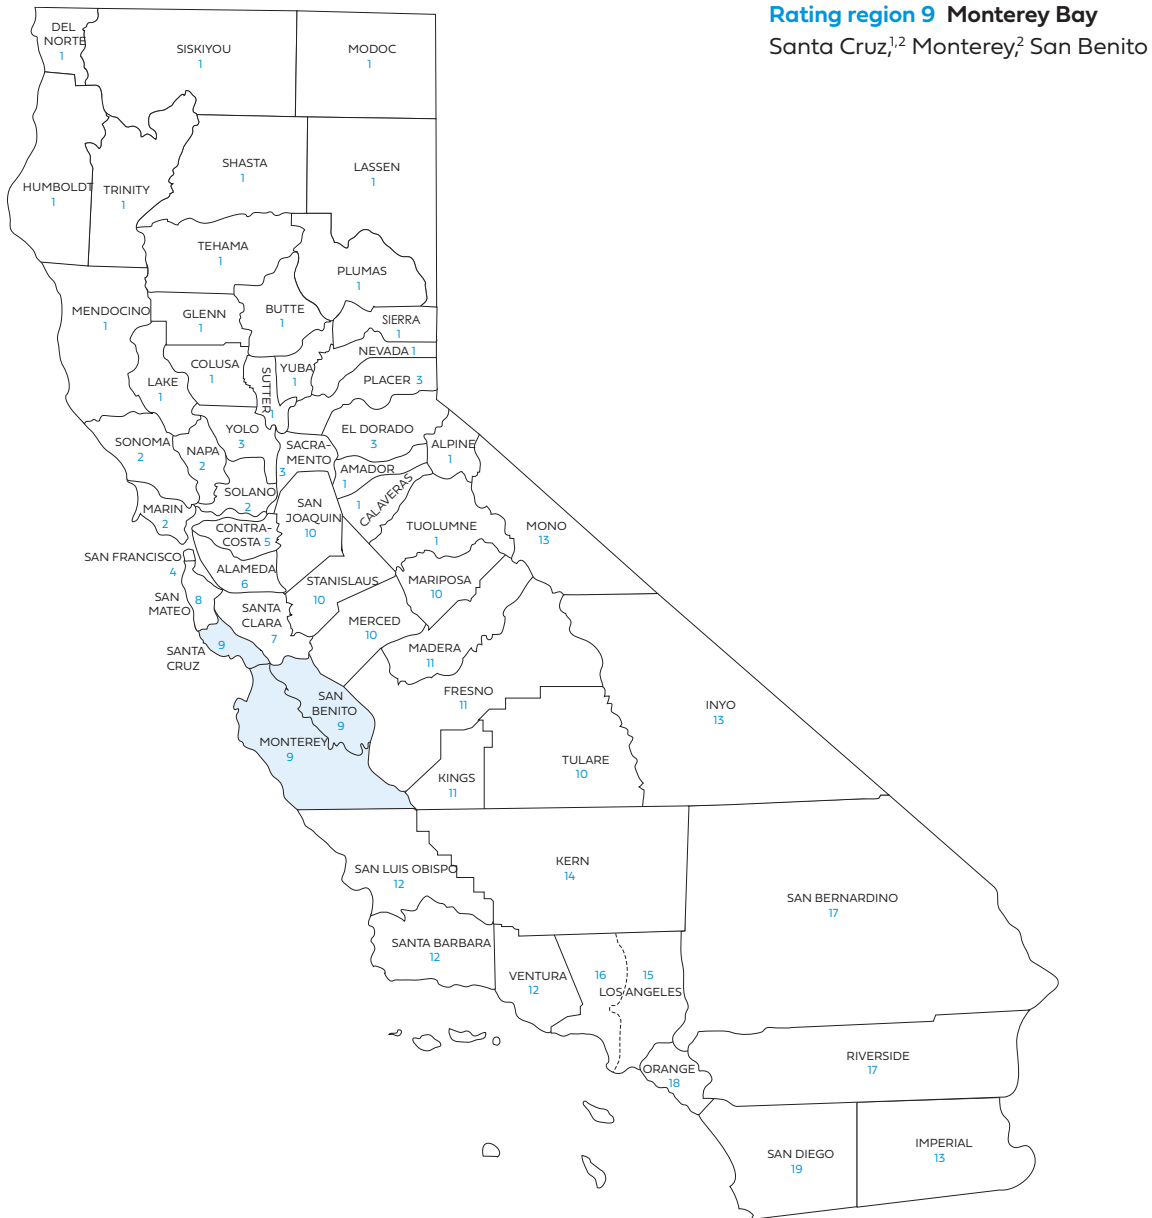 Rating region 9 Monterey Bay
Santa Cruz,1,2 Monterey,2 San Benito
DEL
NORTE
1
SISKIYOU
1
MODOC
1
SHASTA
1
LASSEN
1
HUMBOLDT
1
TRINITY
1
TEHAMA
1
PLUMAS
1
MENDOCINO
1
GLENN
1
BUTTE
1
SIERRA
1
NEVADA 1
COLUSA
1
SUTTER
1
YUBA
1
PLACER 3
LAKE
1
SONOMA
2
NAPA
2
YOLO
3
SACRA-
MENTO
3
EL DORADO
3
ALPINE
1
AMADOR
1
CALAVERAS
1
SOLANO
2
MARIN
2
SAN
JOAQUIN
10
CONTRA-
COSTA 5
TUOLUMNE
1
MONO
13
SAN FRANCISCO
4
ALAMEDA
6
STANISLAUS
10
MARIPOSA
10
SAN
MATEO
8
SANTA
CLARA
7
MERCED
10
SANTA
CRUZ
9
MADERA
11
SAN
BENITO
9
FRESNO
11
INYO
13
MONTEREY
9
KINGS
11
TULARE
10
SAN LUIS OBISPO
12
KERN
14
SAN BERNARDINO
17
SANTA BARBARA
12
VENTURA
12
16
15
LOS ANGELES
ORANGE
18
RIVERSIDE
17
SAN DIEGO
19
IMPERIAL
13